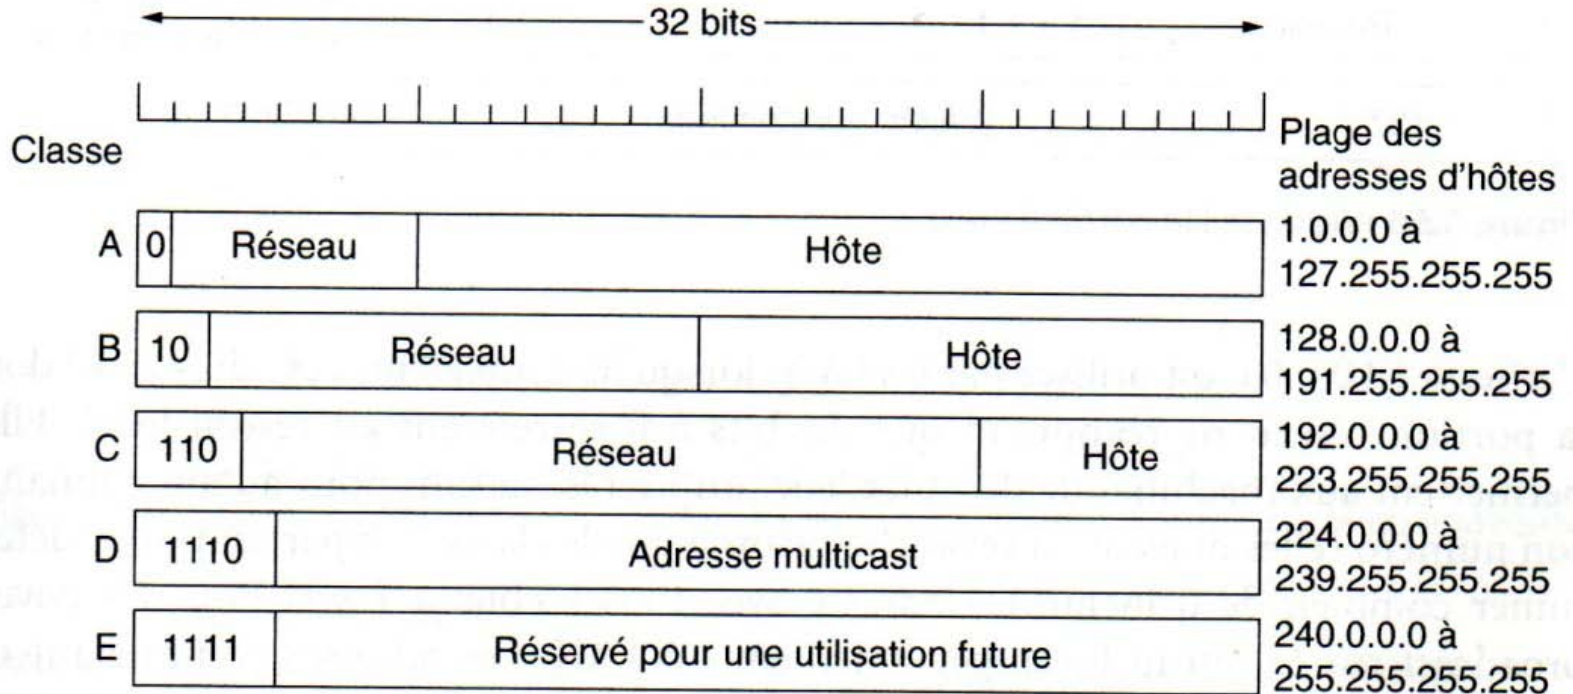 32 bits
Classe
Plage des
adresses d'hôtes
A 0 Réseau Hôte 1.0.0.0 à
127.255.255.255
B 10 Réseau Hôte 128.0.0.0 à
191.255.255.255
C 110 Réseau Hôte 192.0.0.0 à
223.255.255.255
D 1110 Adresse multicast 224.0.0.0 à
239.255.255.255
E 1111 Réservé pour une utilisation future 240.0.0.0 à
255.255.255.255